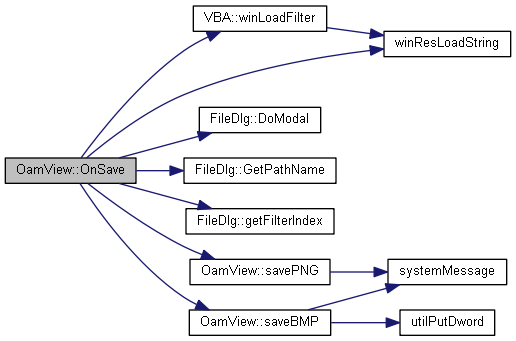 VBA::winLoadFilter
winResLoadString
FileDlg::DoModal
OamView::OnSave
FileDlg::GetPathName
FileDlg::getFilterIndex
OamView::savePNG
systemMessage
OamView::saveBMP
utilPutDword